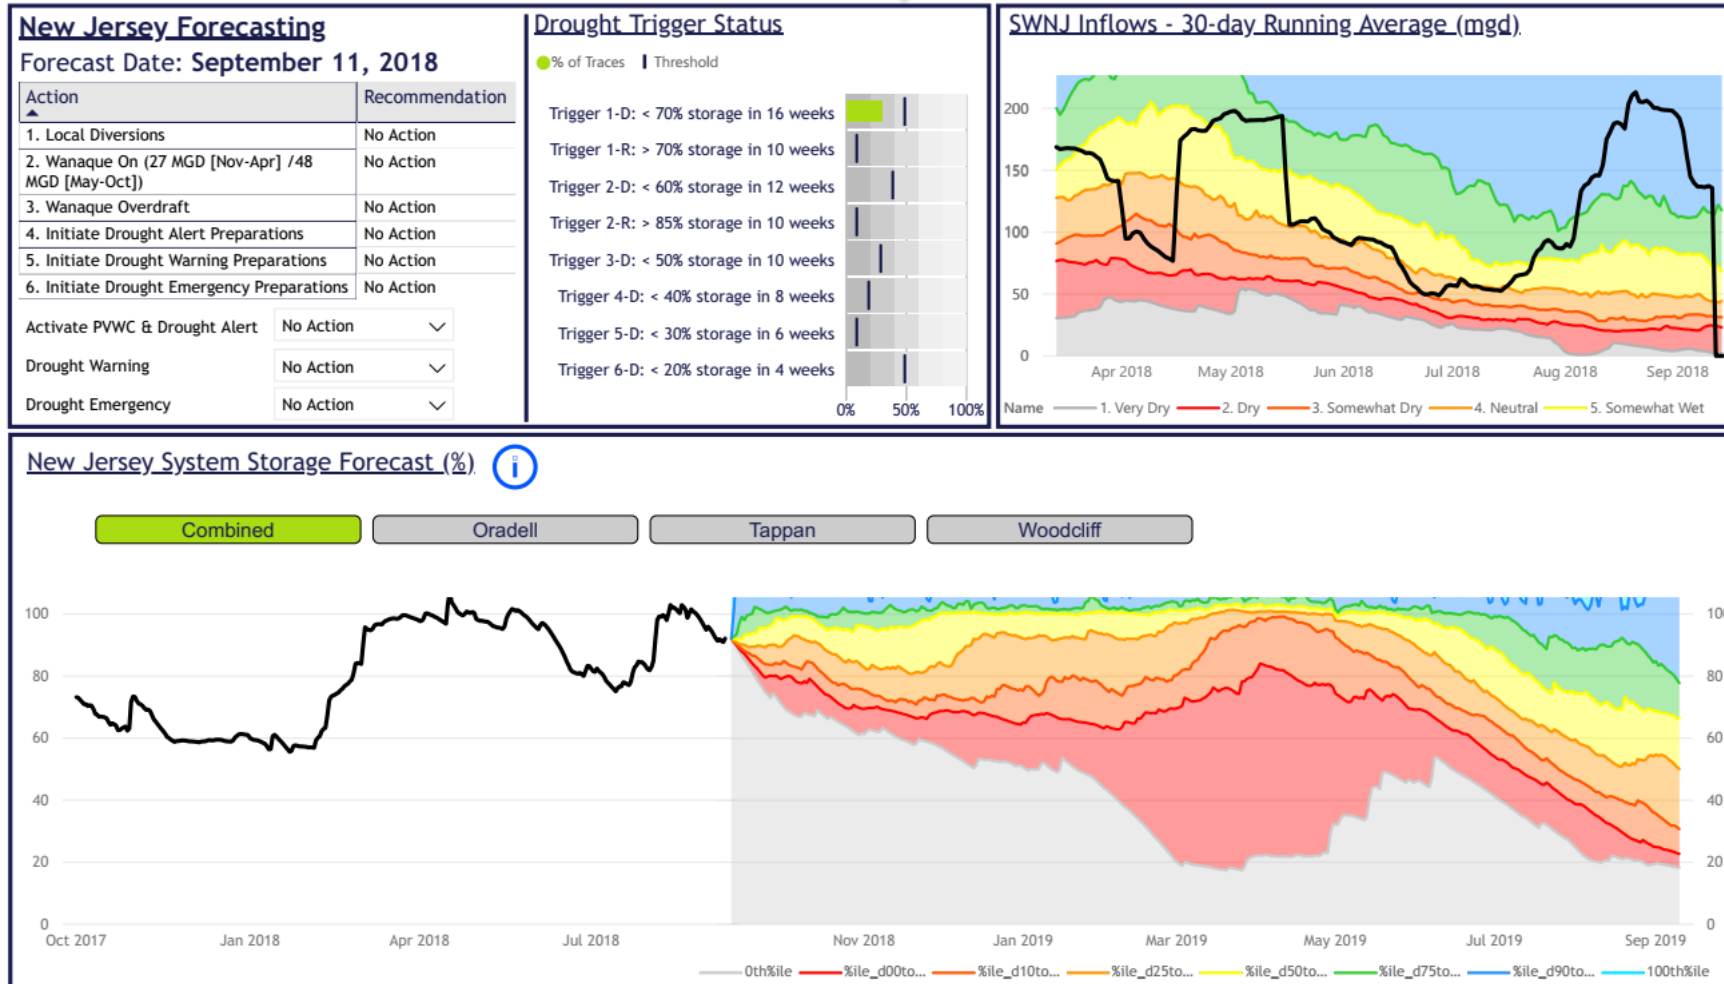 New Jersey Forecasting
Forecast Date: September 11, 2018
Action Recommendation
1. Local Diversions No Action
2. Wanaque On (27 MGD [Nov-Apr] /48 No Action
MGD [May-Oct])
3. Wanaque Overdraft No Action
4. Initiate Drought Alert Preparations No Action
5. Initiate Drought Warning Preparations No Action
6. Initiate Drought Emergency Preparations No Action
Activate PVWC & Drought Alert No Action
Drought Warning No Action
Drought Emergency No Action
Drought Trigger Status
% of Traces Threshold
Trigger 1-D: < 70% storage in 16 weeks
Trigger 1-R: > 70% storage in 10 weeks
Trigger 2-D: < 60% storage in 12 weeks
Trigger 2-R: > 85% storage in 10 weeks
Trigger 3-D: < 50% storage in 10 weeks
Trigger 4-D: < 40% storage in 8 weeks
Trigger 5-D: < 30% storage in 6 weeks
Trigger 6-D: < 20% storage in 4 weeks
0% 50% 100%
SWNJ Inflows - 30-day Running Average (mgd)
200
150
100
50
0
Apr 2018 May 2018 Jun 2018 Jul 2018 Aug 2018 Sep 2018
Name 1. Very Dry 2. Dry 3. Somewhat Dry 4. Neutral 5. Somewhat Wet
New Jersey System Storage Forecast (%) i
Combined Oradell Tappan Woodcliff
100 10
80 80
60 60
40 40
20 20
0 0
Oct 2017 Jan 2018 Apr 2018 Jul 2018 Nov 2018 Jan 2019 Mar 2019 May 2019 Jul 2019 Sep 2019
0th%ile %ile_d00to... %ile_d10to... %ile_d25to... %ile_d50to... %ile_d75to... %ile_d90to... 100th%ile